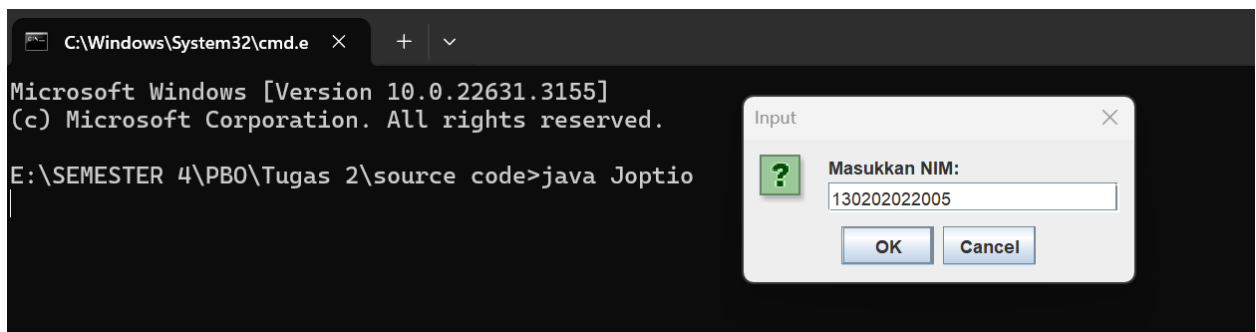 C:\Windows\System32\cmd.e
Microsoft Windows [Version 10.0.22631.3155]
(c) Microsoft Corporation. All rights reserved.
E:\SEMESTER 4\PBO\Tugas 2\source code>java Joptio
Input
Masukkan NIM:
130202022005
OK Cancel